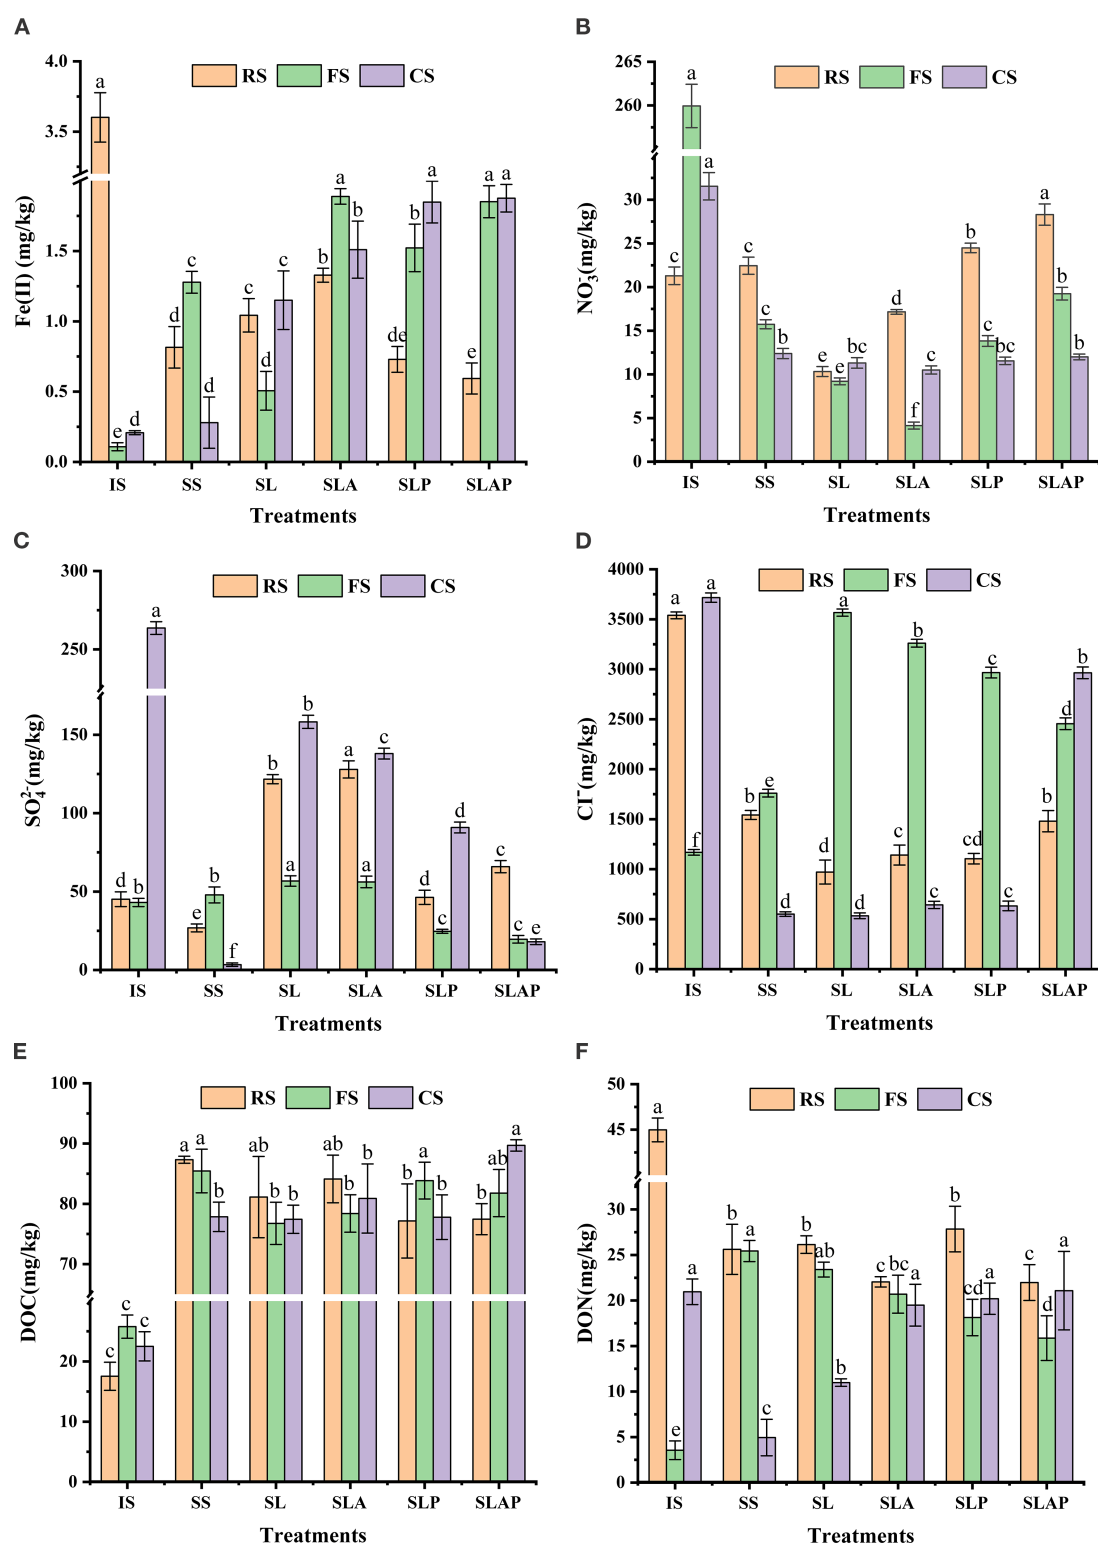 A
RS FS CS
4.0
3.5
1.5
1.0
0.5
0.0
Fe(II) (mg/kg)
a e d
d c d
c d c
b a b
de b a
e a a
IS SS SL SLA SLP SLAP
Treatments
B
RS FS CS
265
260
30
25
20
15
10
5
0
NO₃⁻(mg/kg)
c a a
c c b
e e bc
d f c
b c bc
a b b
IS SS SL SLA SLP SLAP
Treatments
C
RS FS CS
300
250
150
100
50
0
SO₄²⁻(mg/kg)
d b a
e b f
b a b
a a c
d c d
c c e
IS SS SL SLA SLP SLAP
Treatments
D
RS FS CS
4000
3500
3000
2500
2000
1500
1000
500
0
Cl⁻(mg/kg)
a f a
b e d
d a d
c b c
cd c c
b d b
IS SS SL SLA SLP SLAP
Treatments
E
RS FS CS
100
90
80
70
20
10
0
DOC(mg/kg)
c c c
a a b
ab b b
ab b b
b a b
b ab a
IS SS SL SLA SLP SLAP
Treatments
F
RS FS CS
50
45
30
25
20
15
10
5
0
DON(mg/kg)
a e a
b a c
b ab b
c bc a
b cd a
c d a
IS SS SL SLA SLP SLAP
Treatments